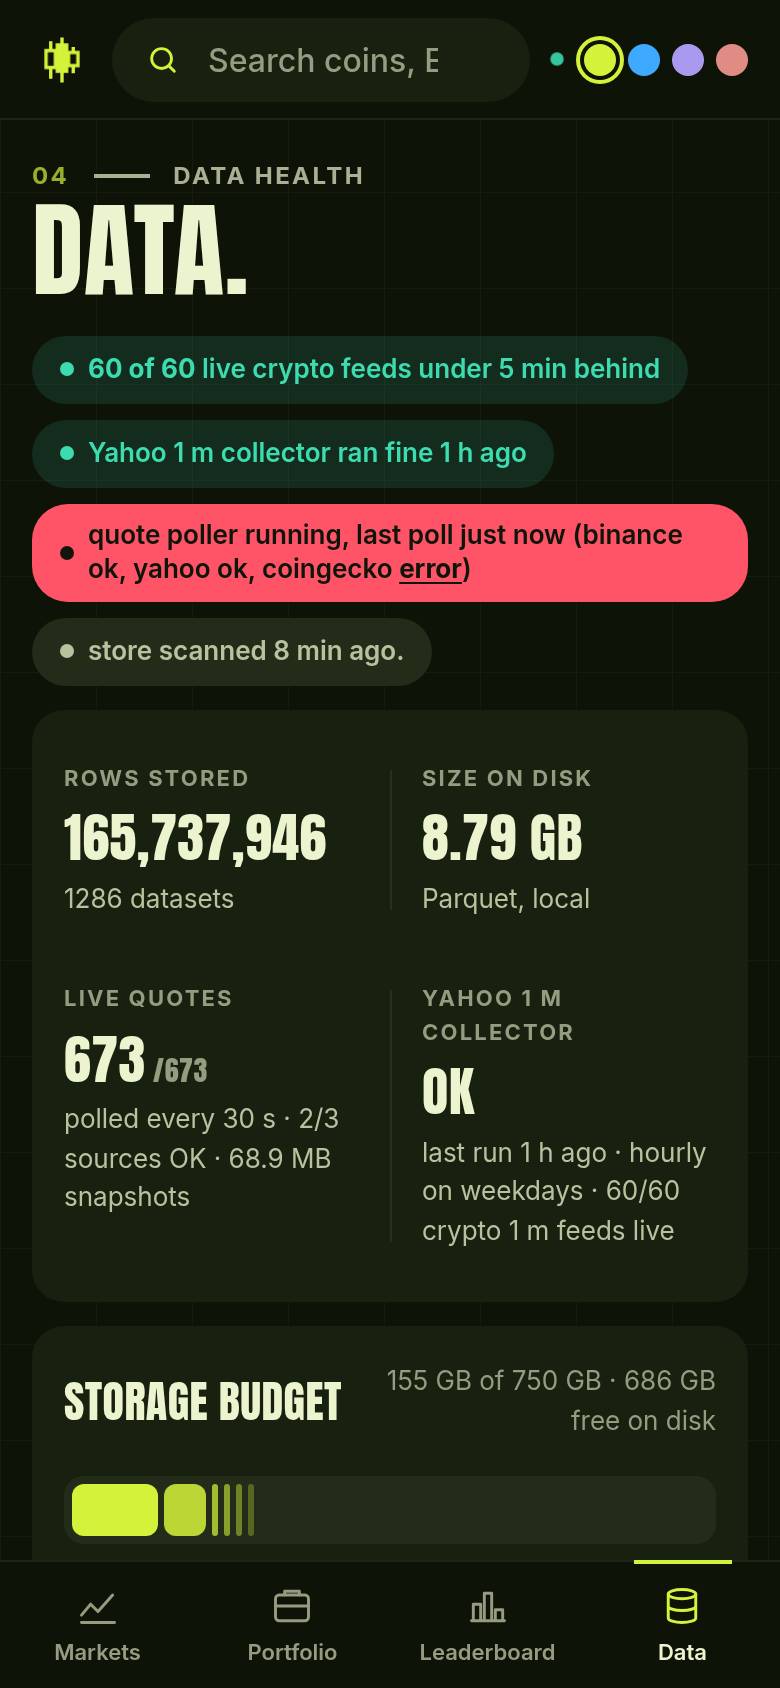 Search coins, E
04 — DATA HEALTH
DATA.
60 of 60 live crypto feeds under 5 min behind
Yahoo 1 m collector ran fine 1 h ago
quote poller running, last poll just now (binance
ok, yahoo ok, coingecko error)
store scanned 8 min ago.
ROWS STORED
165,737,946
1286 datasets
SIZE ON DISK
8.79 GB
Parquet, local
LIVE QUOTES
673 /673
polled every 30 s · 2/3
sources OK · 68.9 MB
snapshots
YAHOO 1 M
COLLECTOR
OK
last run 1 h ago · hourly
on weekdays · 60/60
crypto 1 m feeds live
STORAGE BUDGET
155 GB of 750 GB · 686 GB
free on disk
Markets
Portfolio
Leaderboard
Data